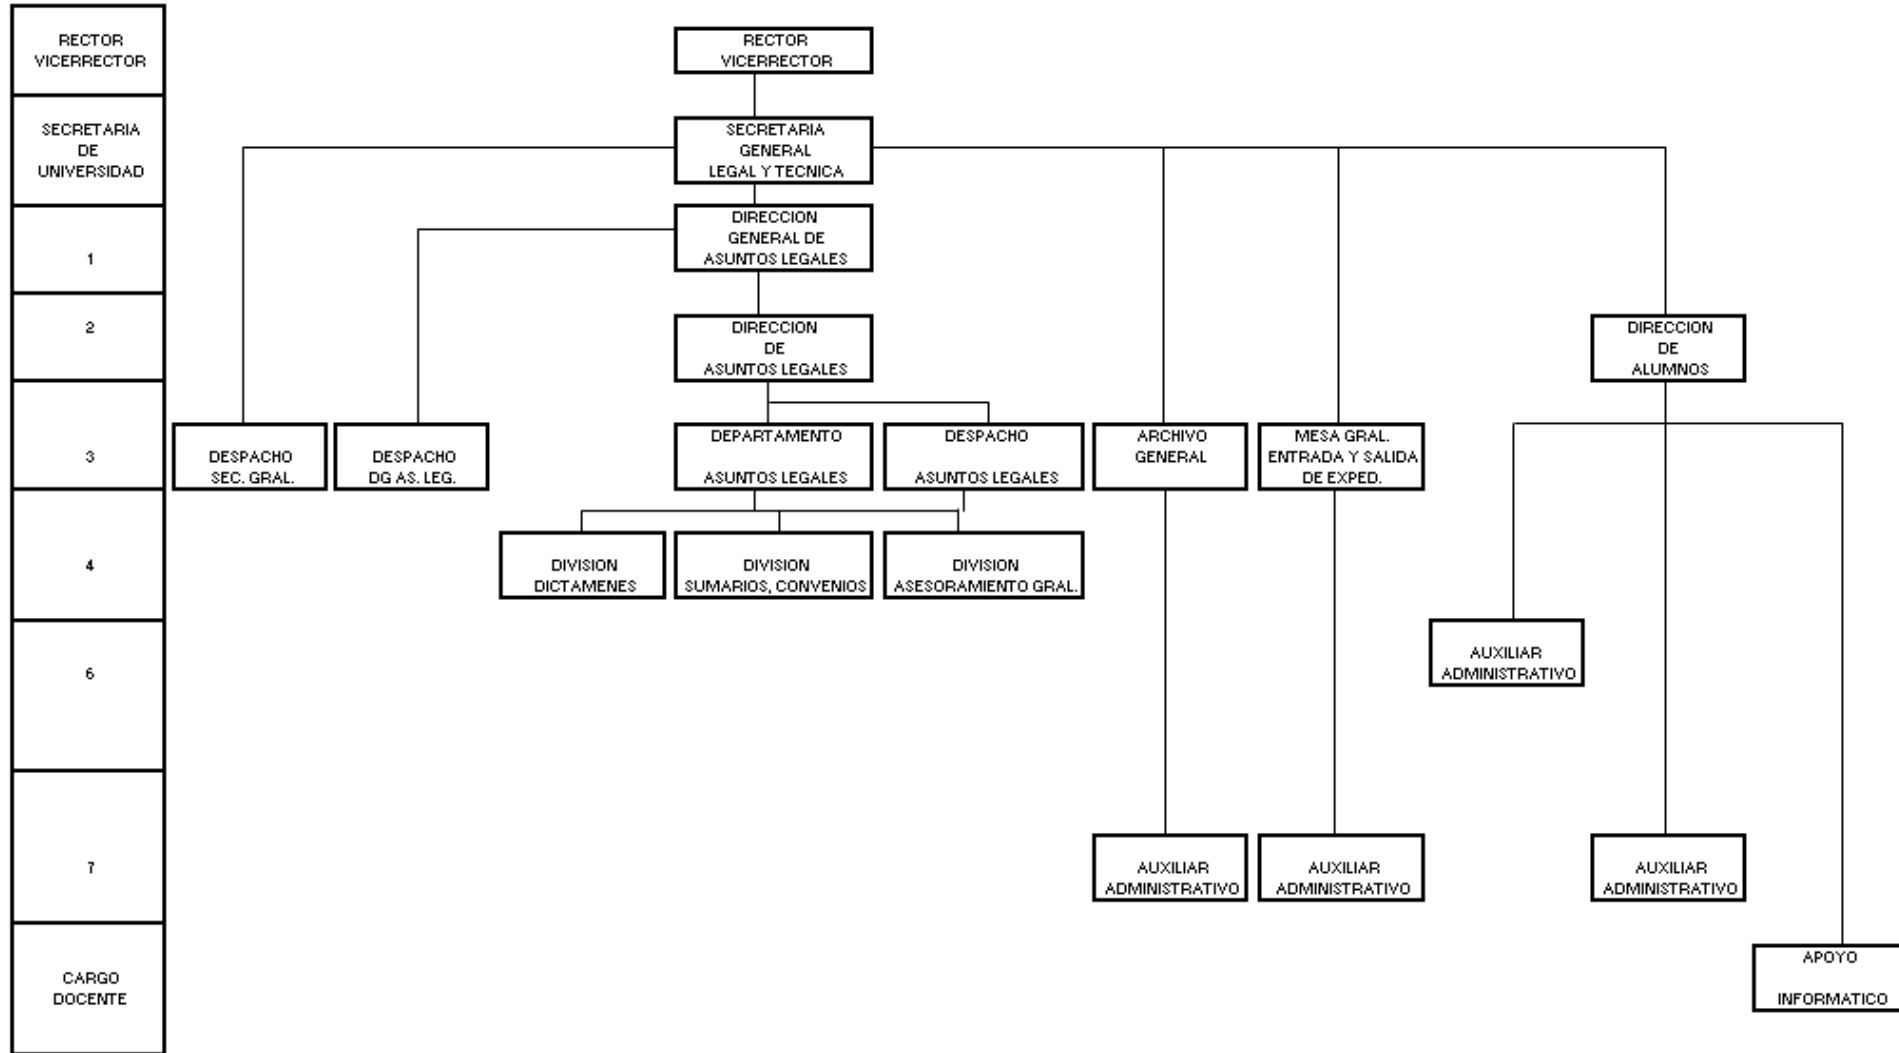 RECTOR
VICERRECTOR
RECTOR
VICERRECTOR
SECRETARIA
DE
UNIVERSIDAD
SECRETARIA
GENERAL
LEGAL Y TECNICA
1
DIRECCION
GENERAL DE
ASUNTOS LEGALES
2
DIRECCION
DE
ASUNTOS LEGALES
DIRECCION
DE
ALUMNOS
3
DESPACHO
SEC. GRAL.
DESPACHO
DG AS. LEG.
DEPARTAMENTO
ASUNTOS LEGALES
DESPACHO
ASUNTOS LEGALES
ARCHIVO
GENERAL
MESA GRAL.
ENTRADA Y SALIDA
DE EXPED.
4
DIVISION
DICTAMENES
DIVISION
SUMARIOS, CONVENIOS
DIVISION
ASESORAMIENTO GRAL.
6
AUXILIAR
ADMINISTRATIVO
7
AUXILIAR
ADMINISTRATIVO
AUXILIAR
ADMINISTRATIVO
AUXILIAR
ADMINISTRATIVO
CARGO
DOCENTE
APOYO
INFORMATICO